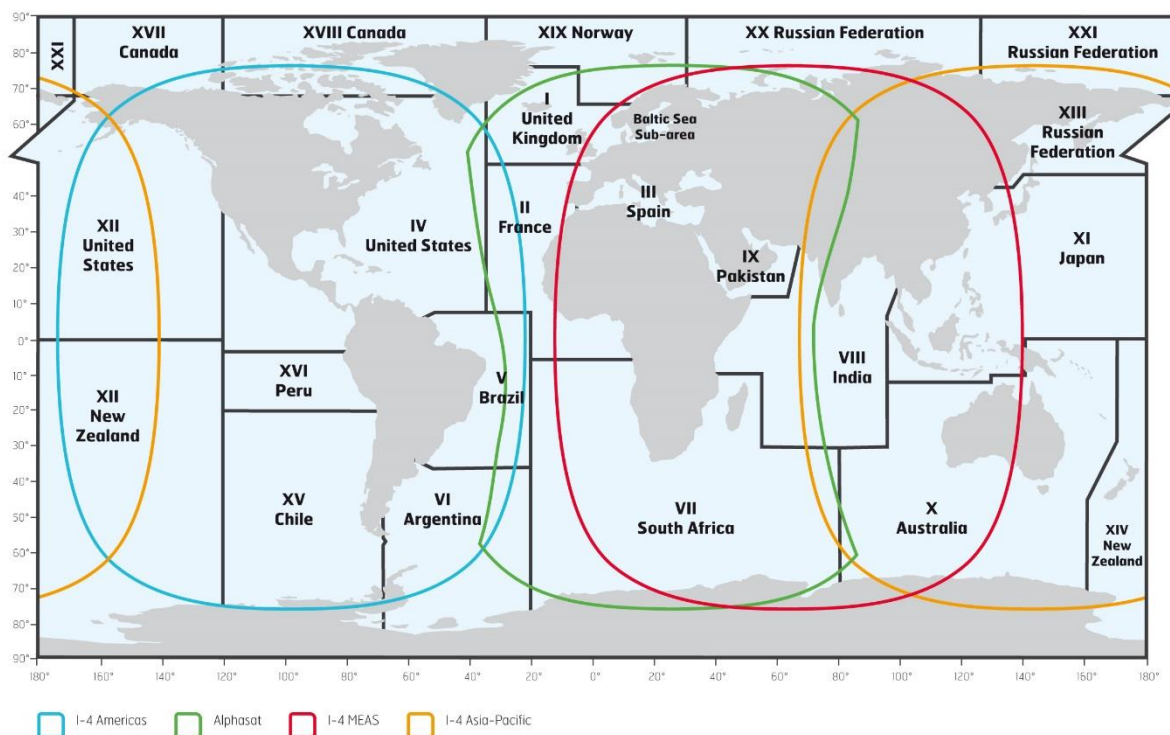 90°
80°
70°
60°
40°
30°
20°
10°
0°
10°
20°
30°
40°
50°
60°
70°
80°
90°
XXI
XVII
Canada
XVIII Canada
XIX Norway
XX Russian Federation
XXI
Russian Federation
I
United
Kingdom
Baltic Sea
Sub-area
XIII
Russian
Federation
XII
United
States
IV
United States
II
France
III
Spain
IX
Pakistan
XI
Japan
XII
New
Zealand
XVI
Peru
V
Brazil
VIII
India
XV
Chile
VI
Argentina
VII
South Africa
X
Australia
XIV
New
Zealand
180° 160° 140° 120° 100° 80° 60° 40° 20° 0° 20° 40° 60° 80° 100° 120° 140° 160° 180°
I-4 Americas Alphasat I-4 MEAS I-4 Asia-Pacific